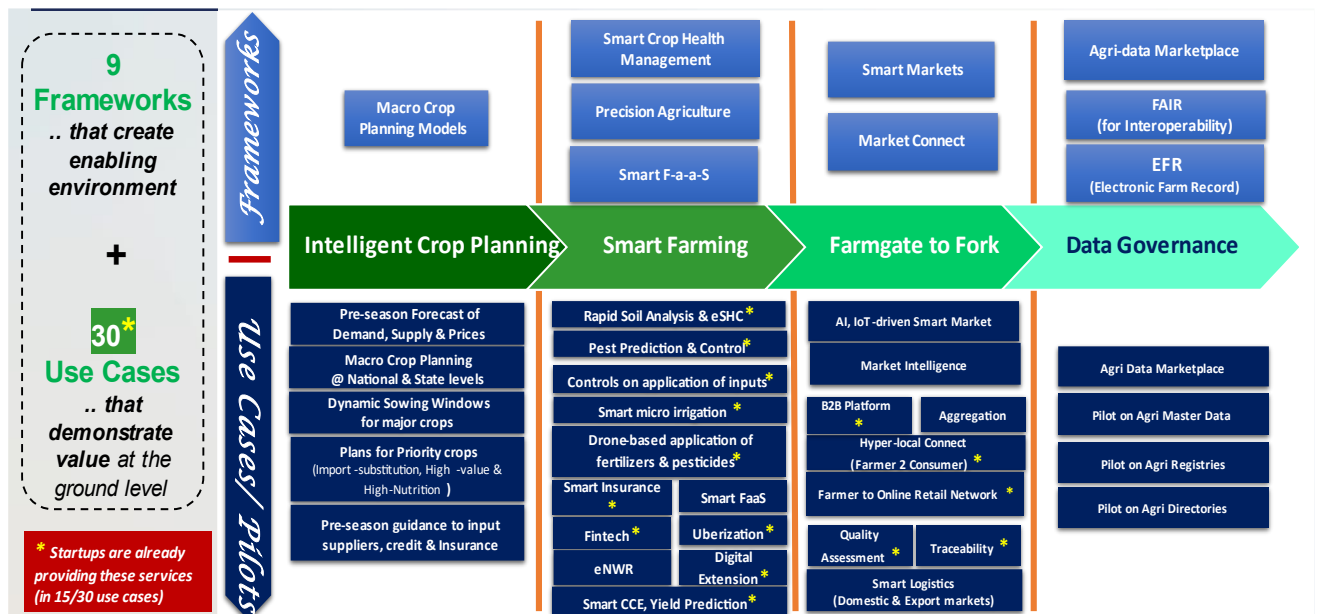 9
Frameworks
.. that create
enabling
environment
+
30*
Use Cases
.. that
demonstrate
value at the
ground level
* Startups are already
providing these services
(in 15/30 use cases)
Frameworks
Use Cases/ Pilots
Macro Crop
Planning Models
Smart Crop Health
Management
Precision Agriculture
Smart F-a-a-S
Smart Markets
Market Connect
Agri-data Marketplace
FAIR
(for Interoperability)
EFR
(Electronic Farm Record)
Intelligent Crop Planning
Smart Farming
Farmgate to Fork
Data Governance
Pre-season Forecast of
Demand, Supply & Prices
Macro Crop Planning
@ National & State levels
Dynamic Sowing Windows
for major crops
Plans for Priority crops
(Import -substitution, High -value &
High-Nutrition )
Pre-season guidance to input
suppliers, credit & Insurance
Rapid Soil Analysis & eSHC *
Pest Prediction & Control*
Controls on application of inputs*
Smart micro irrigation *
Drone-based application of
fertilizers & pesticides*
Smart Insurance
*
Smart FaaS
Fintech *
Uberization*
eNWR
Digital
Extension*
Smart CCE, Yield Prediction*
AI, IoT-driven Smart Market
Market Intelligence
B2B Platform
*
Aggregation
Hyper-local Connect
(Farmer 2 Consumer) *
Farmer to Online Retail Network *
Quality
Assessment *
Traceability *
Smart Logistics
(Domestic & Export markets)
Agri Data Marketplace
Pilot on Agri Master Data
Pilot on Agri Registries
Pilot on Agri Directories